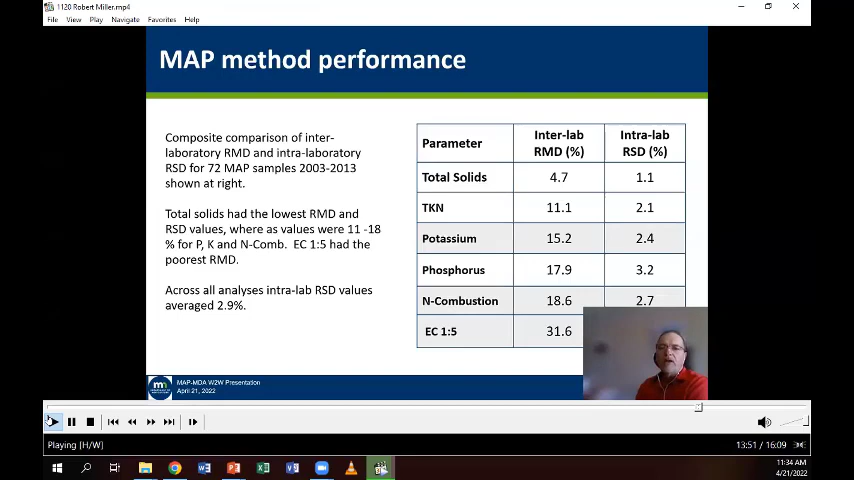 1120 Robert Miller.mp4
File View Play Navigate Favorites Help
MAP method performance
Composite comparison of inter-
laboratory RMD and intra-laboratory
RSD for 72 MAP samples 2003-2013
shown at right.
Total solids had the lowest RMD and
RSD values, where as values were 11 -18
% for P, K and N-Comb. EC 1:5 had the
poorest RMD.
Across all analyses intra-lab RSD values
averaged 2.9%.
Parameter Inter-lab RMD (%) Intra-lab RSD (%)
Total Solids 4.7 1.1
TKN 11.1 2.1
Potassium 15.2 2.4
Phosphorus 17.9 3.2
N-Combustion 18.6 2.7
EC 1:5 31.6
MAP-MDA W2W Presentation
April 21, 2022
Playing [H/W]
13:51 / 16:09
11:34 AM
4/21/2022